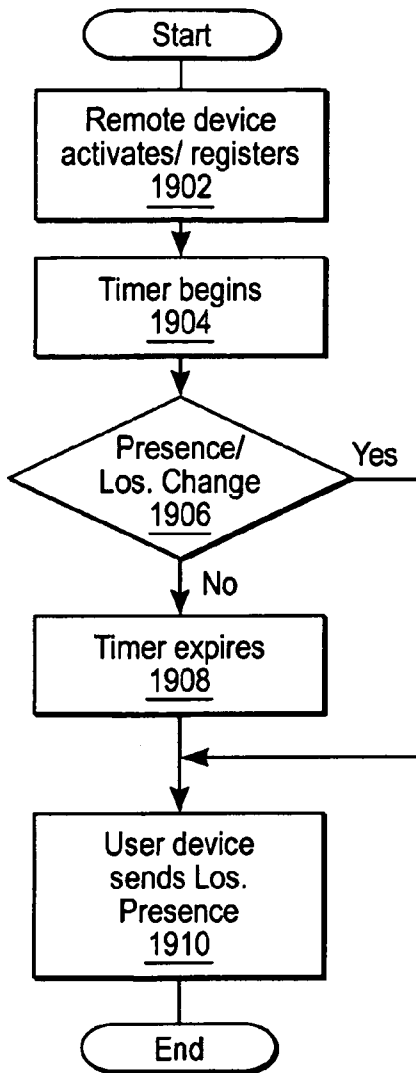 Start
Remote device
activates/ registers
1902
Timer begins
1904
Presence/
Los. Change
1906
Yes
No
Timer expires
1908
User device
sends Los.
Presence
1910
End